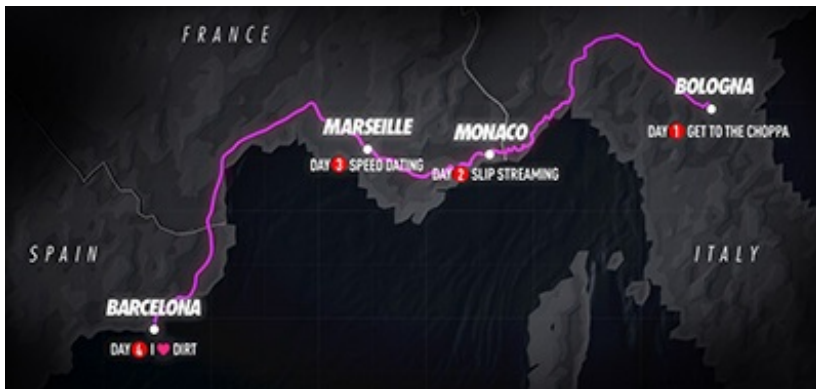 FRANCE
BOLOGNA
DAY 1 GET TO THE CHOPPA
MARSEILLE
MONACO
DAY 3 SPEED DATING
DAY 2 SLIP STREAMING
SPAIN
ITALY
BARCELONA
DAY 4 I ♥ DIRT